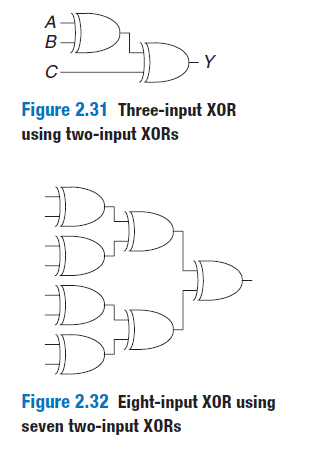 A
B
C
Y
Figure 2.31 Three-input XOR
using two-input XORs
Figure 2.32 Eight-input XOR using
seven two-input XORs